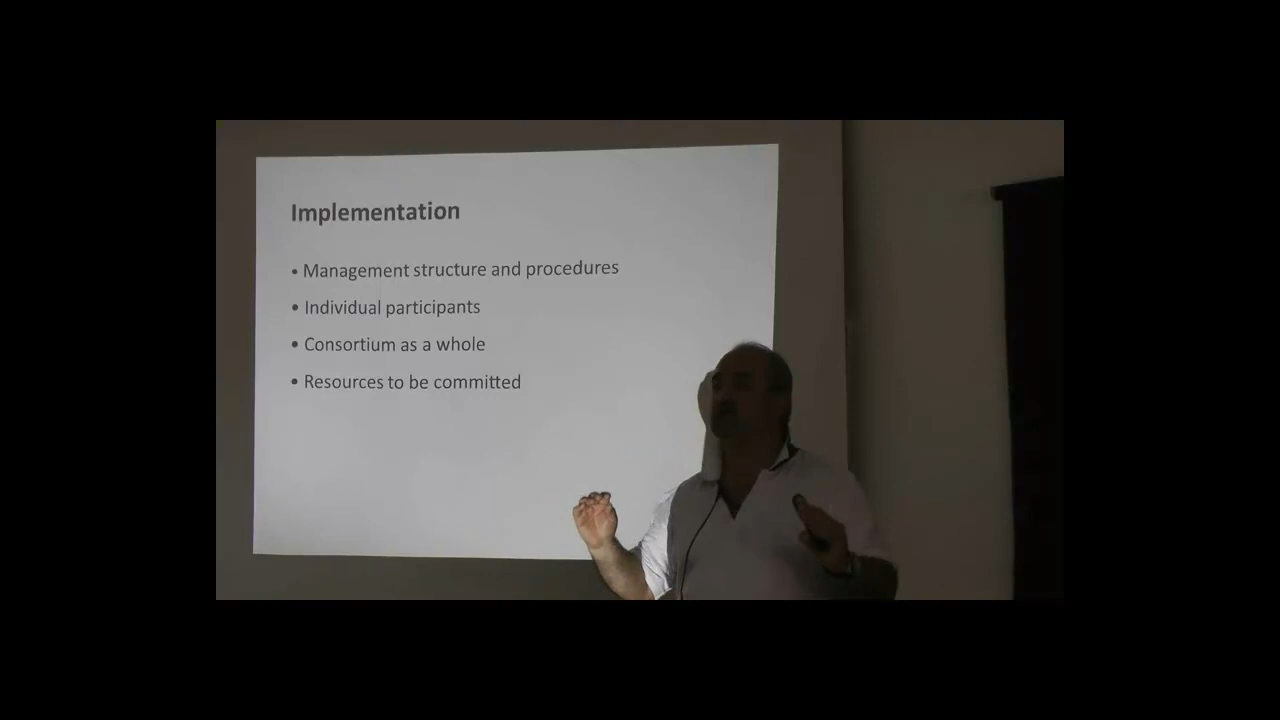 Implementation
• Management structure and procedures
• Individual participants
• Consortium as a whole
• Resources to be committed